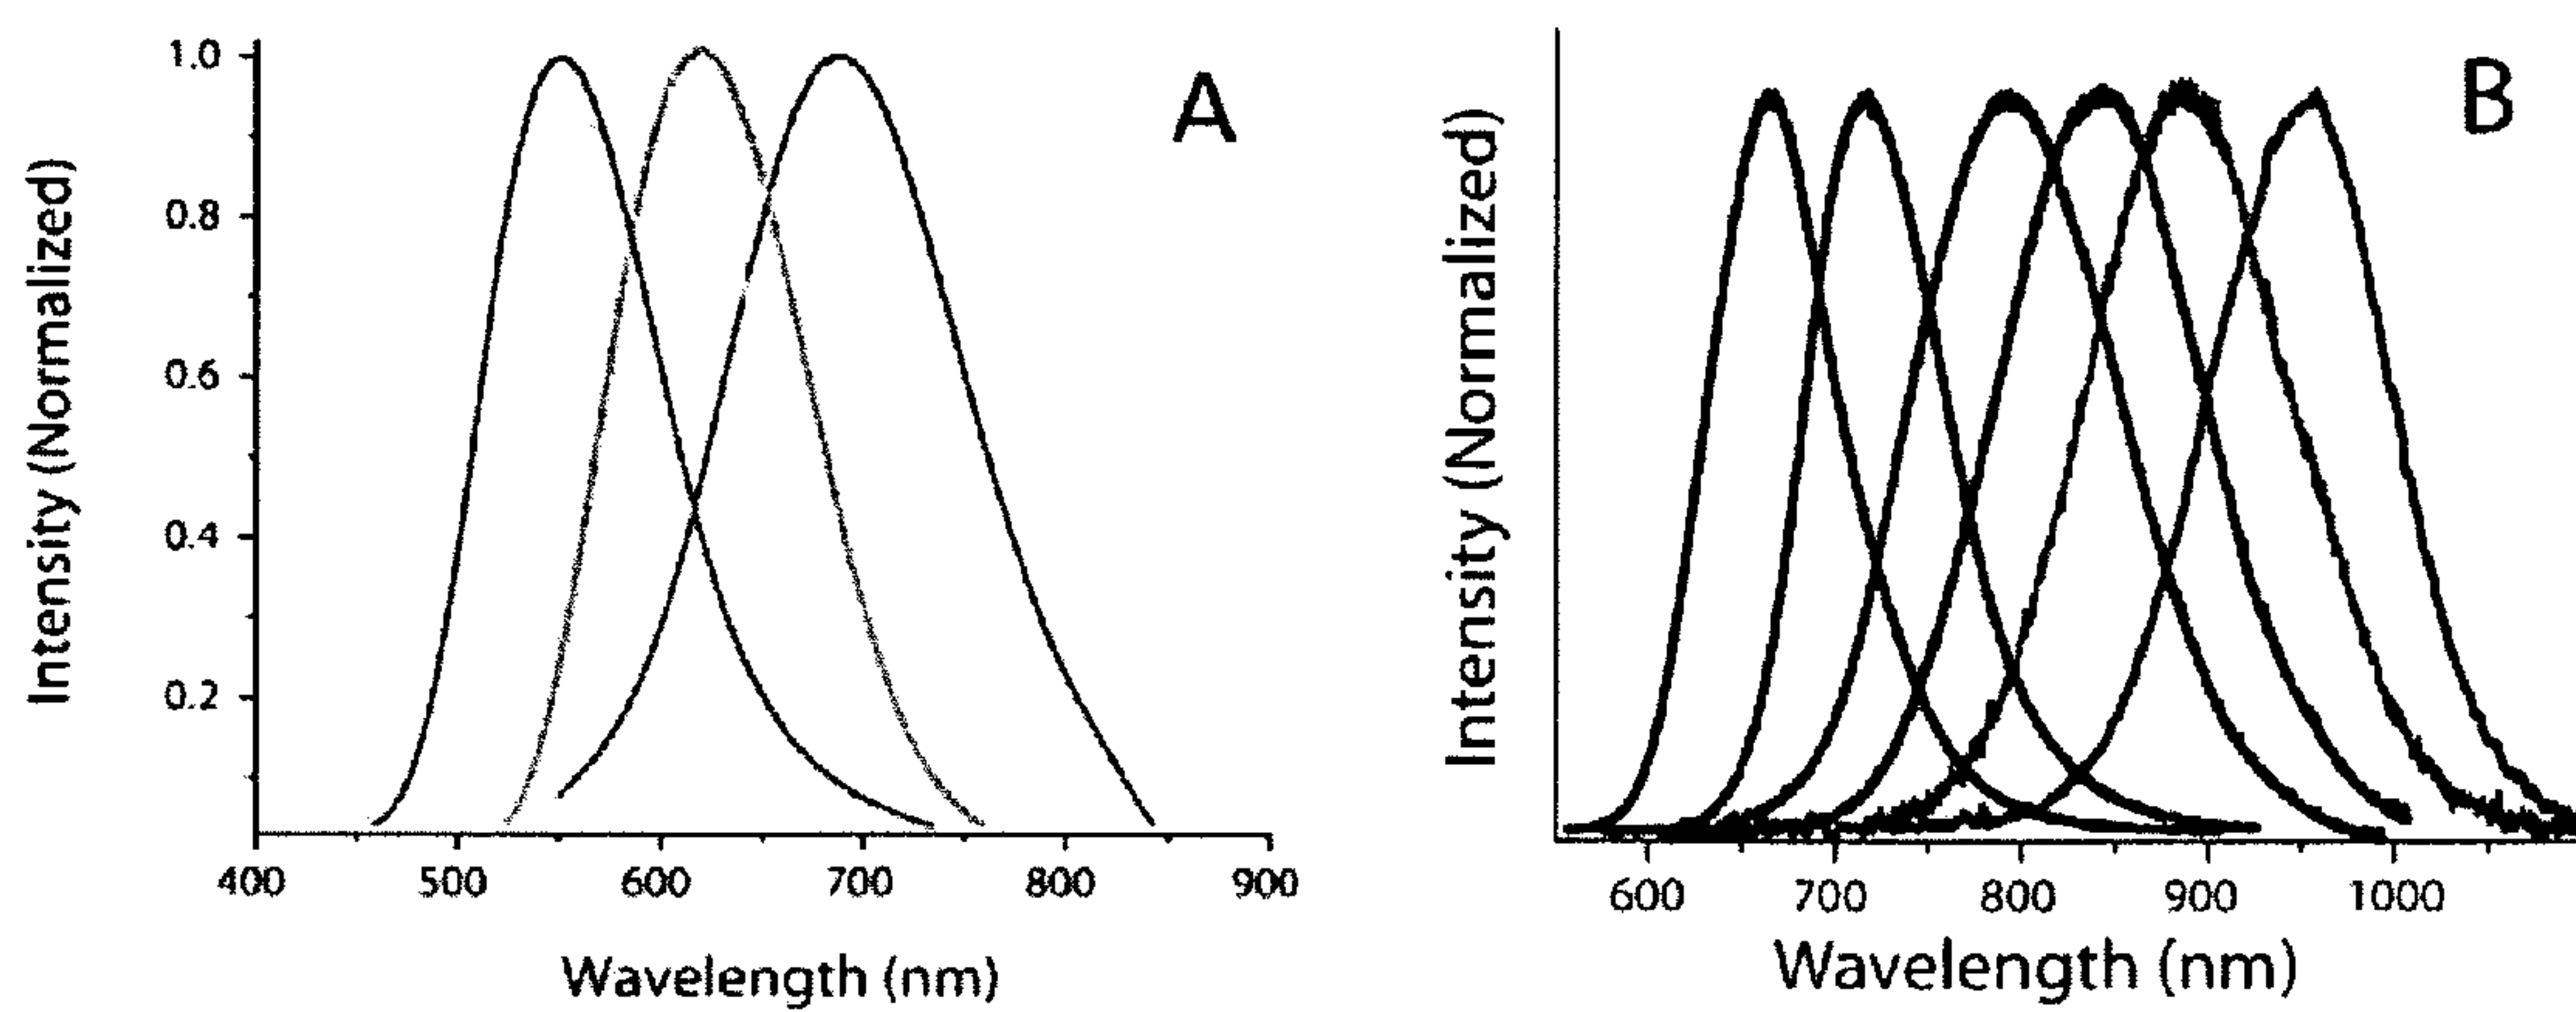 A
Intensity (Normalized)
1.0
0.8
0.6
0.4
0.2
400 500 600 700 800 900
Wavelength (nm)
B
Intensity (Normalized)
600 700 800 900 1000
Wavelength (nm)